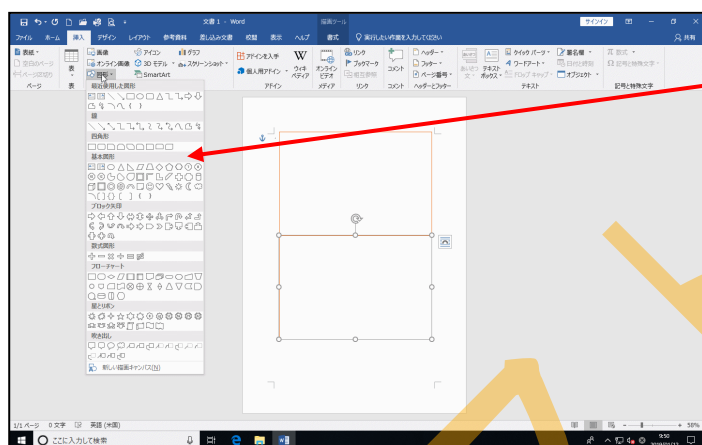 文書 1 - Word
描画ツール
サインイン
ファイル ホーム 挿入 デザイン レイアウト 参考資料 差し込み文書 校閲 表示 ヘルプ 書式 実行したい作業を入力してください 共有
表紙
空白のページ
ページ区切り
ページ
表
表
画像
オンライン画像
図形
アイコン
3D モデル
SmartArt
グラフ
スクリーンショット
アドインを入手
個人用アドイン
アドイン
ウィキペディア
オンライン ビデオ
メディア
リンク
ブックマーク
相互参照
リンク
コメント
コメント
ヘッダー
フッター
ページ番号
ヘッダーとフッター
あいさつ文
テキスト ボックス
クイック パーツ
ワードアート
ドロップ キャップ
署名欄
日付と時刻
オブジェクト
テキスト
数式
記号と特殊文字
記号と特殊文字
最近使用した図形
線
四角形
基本図形
ブロック矢印
数式図形
フローチャート
星とリボン
吹き出し
新しい描画キャンバス(N)
1/1 ページ 0 文字 英語 (米国) 50%
ここに入力して検索
9:50